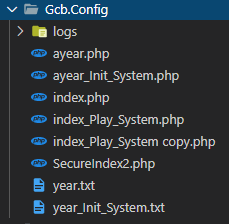 Gcb.Config
logs
ayear.php
ayear_Init_System.php
index.php
index_Play_System.php
index_Play_System copy.php
SecureIndex2.php
year.txt
year_Init_System.txt